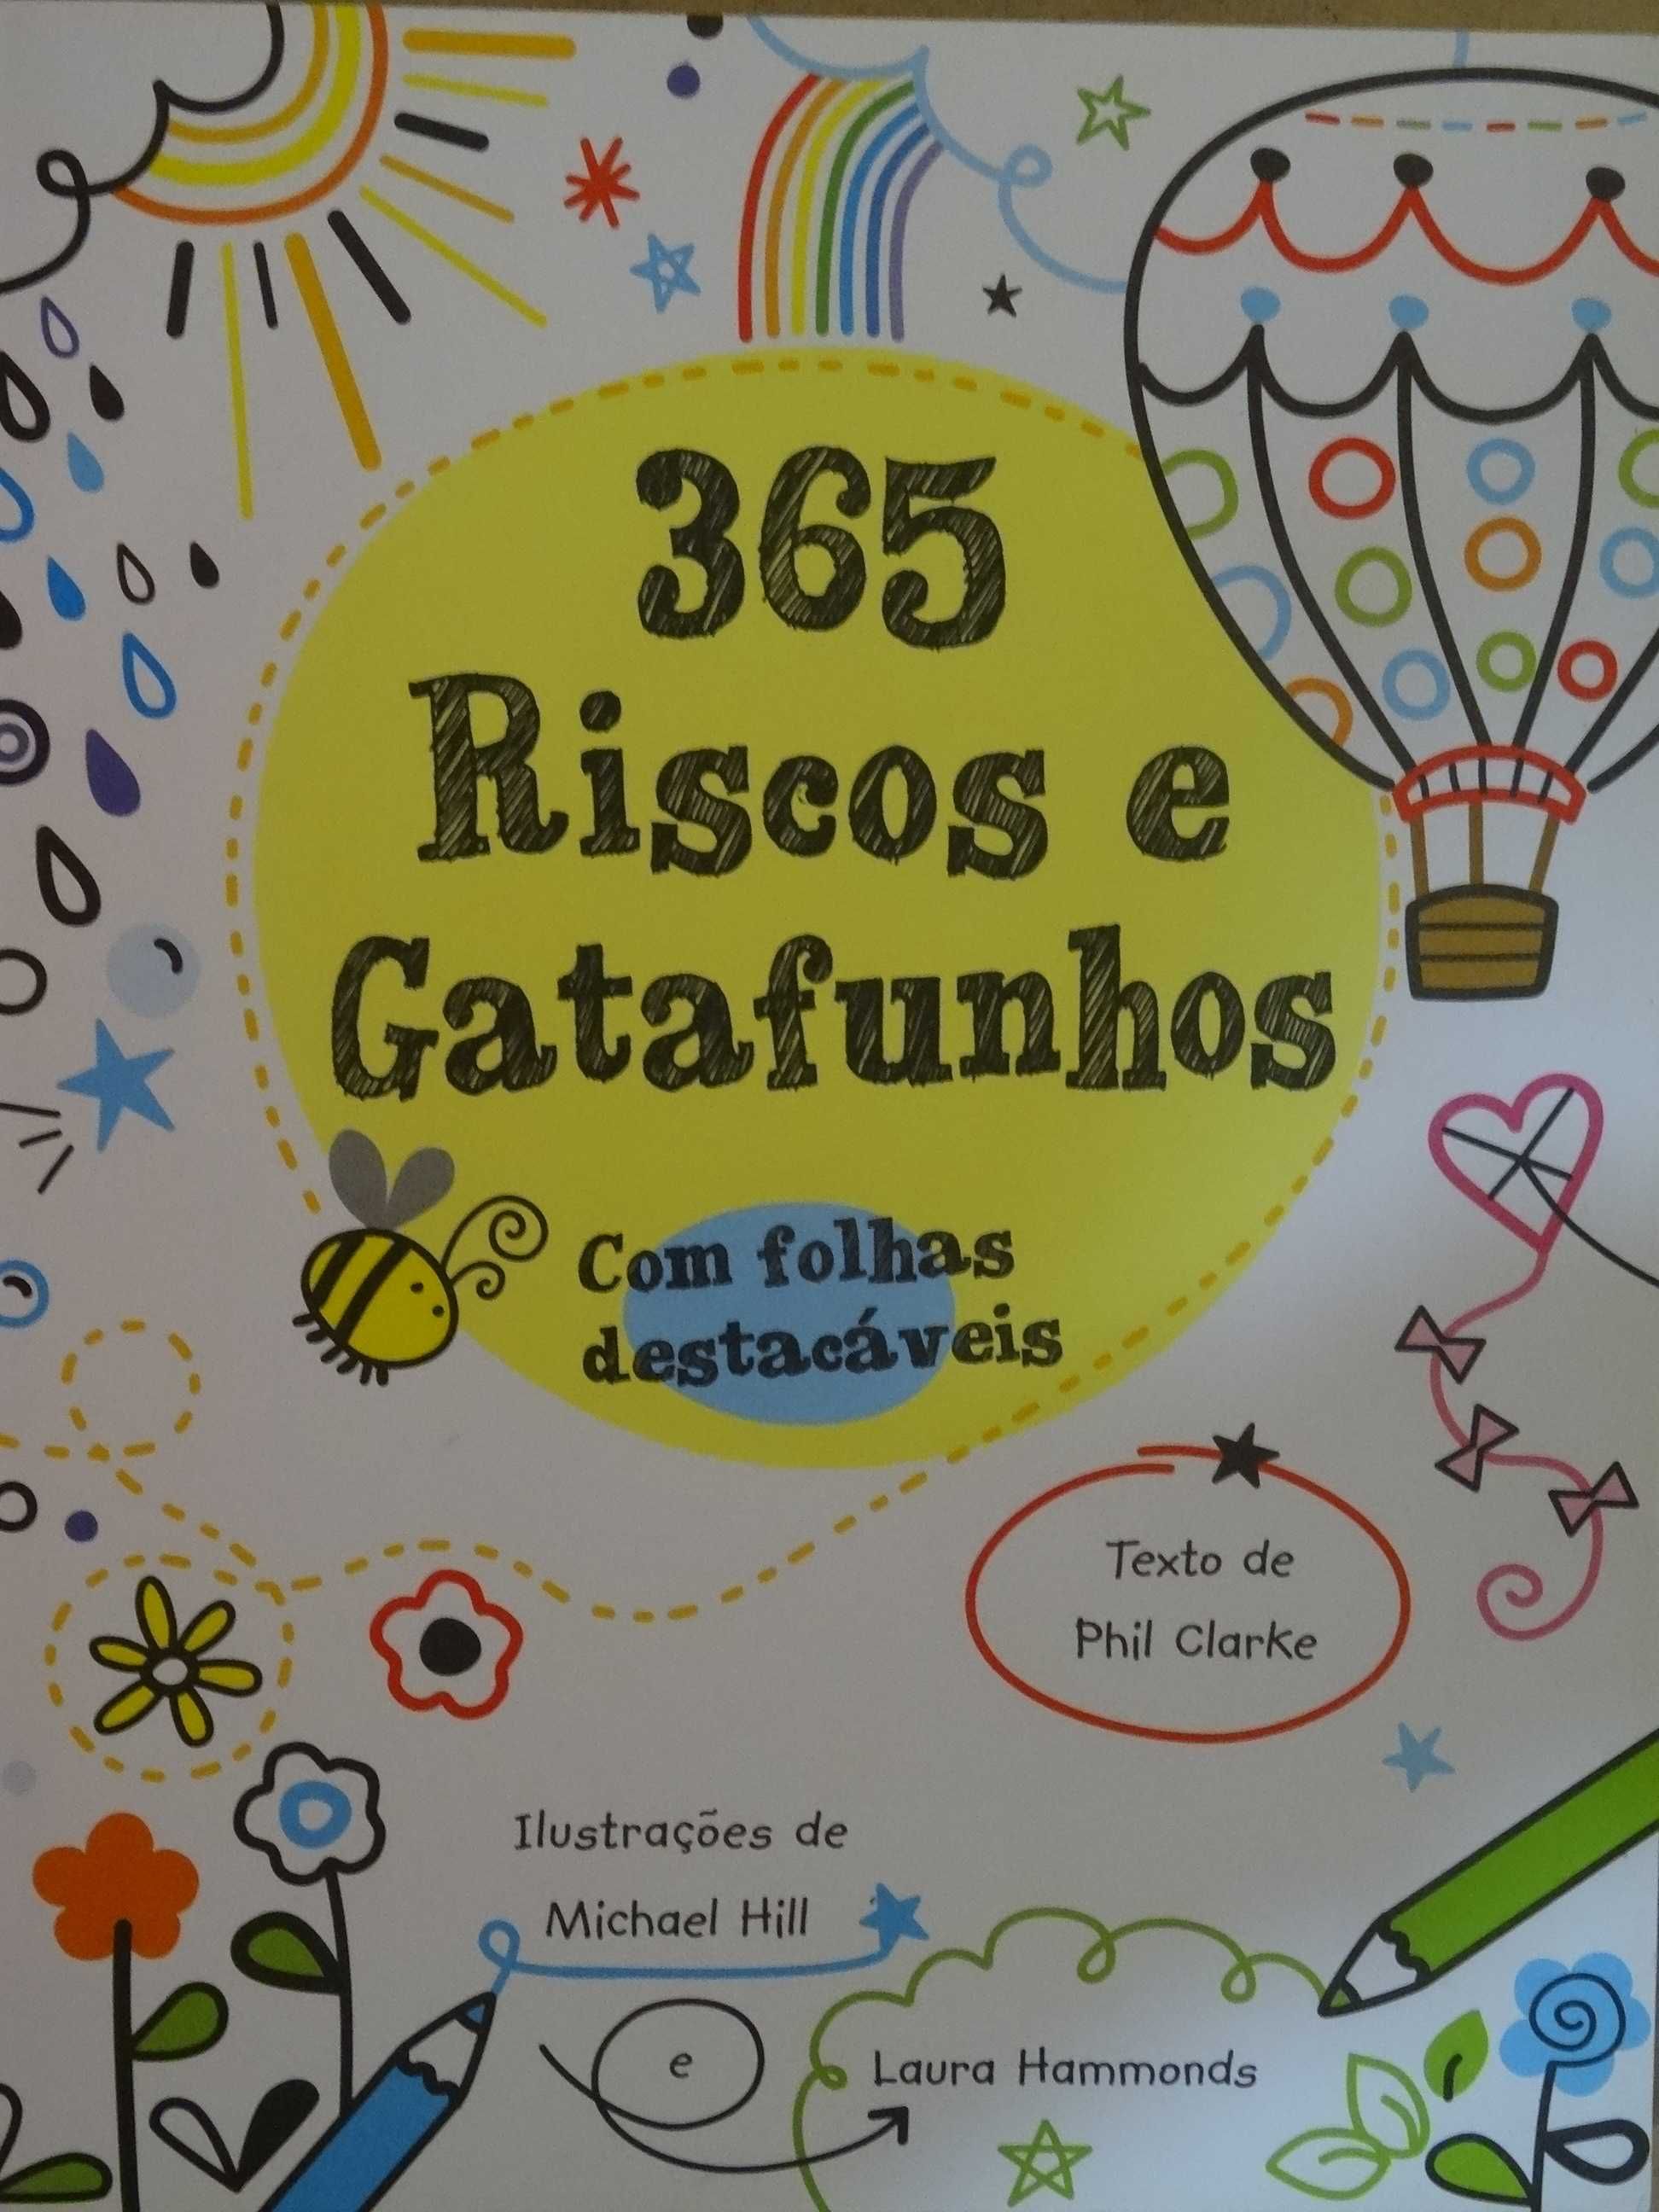 365
Riscos e
Gatafunhos
Com folhas
destacáveis
Texto de
Phil Clarke
Ilustrações de
Michael Hill
e
Laura Hammonds